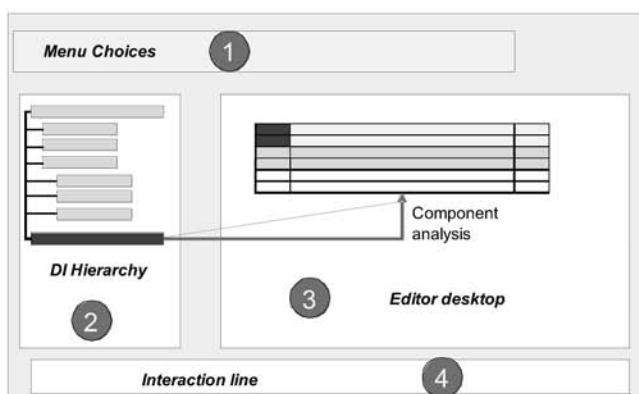 Menu Choices 1
Component
analysis
DI Hierarchy
2
3 Editor desktop
Interaction line 4